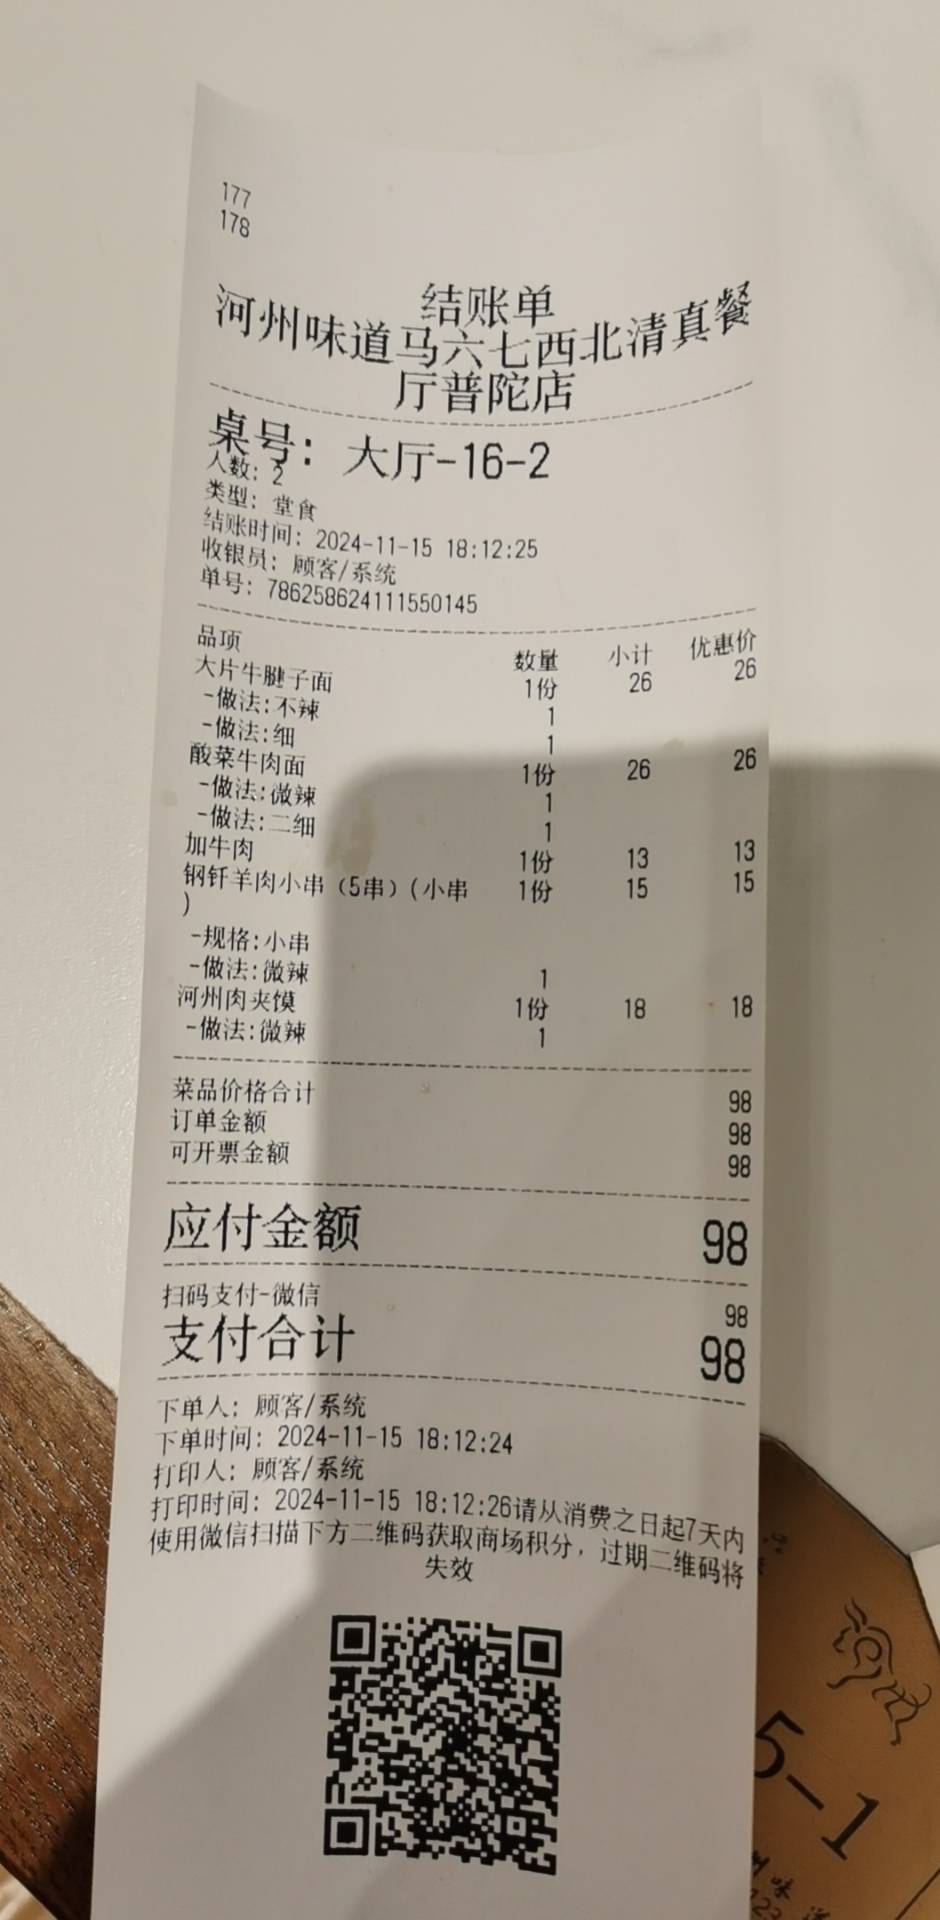 177
178
结账单
河州味道马六七西北清真餐
厅普陀店
桌号: 大厅-16-2
人数: 2
类型: 堂食
结账时间: 2024-11-15 18:12:25
收银员: 顾客/系统
单号: 786258624111550145
品项 数量 小计 优惠价
大片牛腱子面 1份 26 26
-做法:不辣 1
-做法:细 1
酸菜牛肉面 1份 26 26
-做法:微辣 1
-做法:二细 1
加牛肉 1份 13 13
钢钎羊肉小串（5串）(小串 1份 15 15
)
-规格:小串
-做法:微辣 1
河州肉夹馍 1份 18 18
-做法:微辣 1
菜品价格合计 98
订单金额 98
可开票金额 98
应付金额 98
扫码支付-微信 98
支付合计 98
下单人: 顾客/系统
下单时间: 2024-11-15 18:12:24
打印人: 顾客/系统
打印时间: 2024-11-15 18:12:26请从消费之日起7天内
使用微信扫描下方二维码获取商场积分，过期二维码将
失效
5-1
味